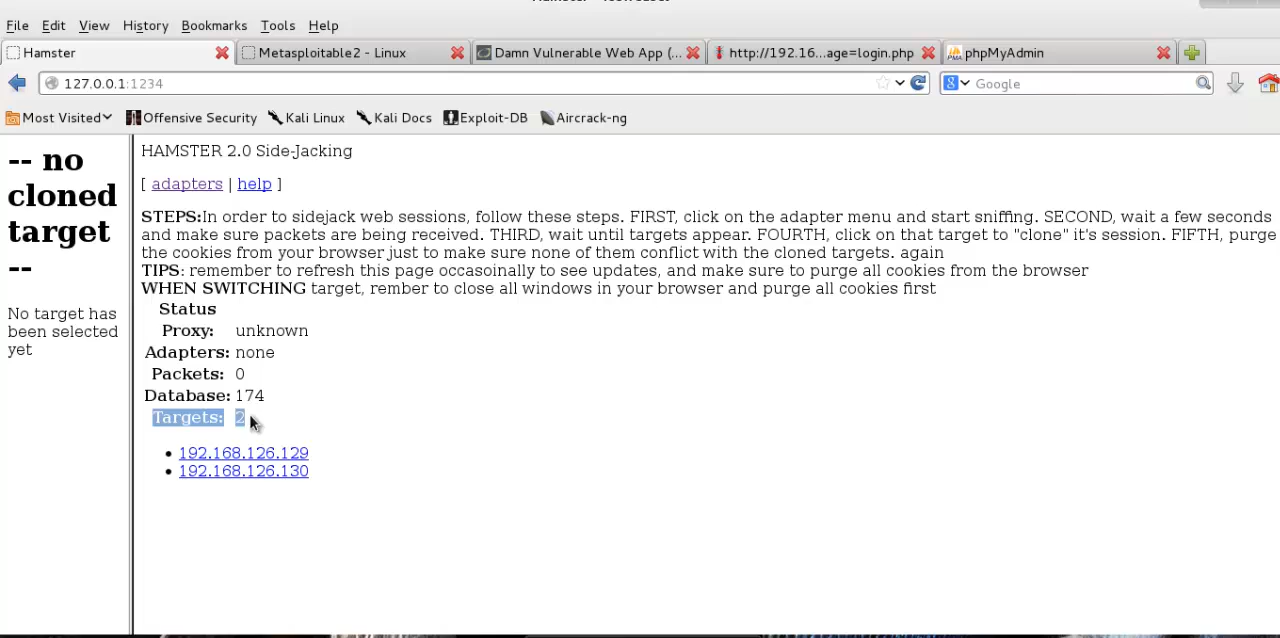 File Edit View History Bookmarks Tools Help
Hamster
Metasploitable2 - Linux
Damn Vulnerable Web App (...
http://192.16...age=login.php
phpMyAdmin
127.0.0.1:1234
Google
Most Visited
Offensive Security
Kali Linux
Kali Docs
Exploit-DB
Aircrack-ng
-- no
cloned
target
--
No target has
been selected
yet
HAMSTER 2.0 Side-Jacking
[ adapters | help ]
STEPS:In order to sidejack web sessions, follow these steps. FIRST, click on the adapter menu and start sniffing. SECOND, wait a few seconds
and make sure packets are being received. THIRD, wait until targets appear. FOURTH, click on that target to "clone" it's session. FIFTH, purge
the cookies from your browser just to make sure none of them conflict with the cloned targets. again
TIPS: remember to refresh this page occasoinally to see updates, and make sure to purge all cookies from the browser
WHEN SWITCHING target, rember to close all windows in your browser and purge all cookies first
Status
Proxy: unknown
Adapters: none
Packets: 0
Database: 174
Targets: 2
• 192.168.126.129
• 192.168.126.130